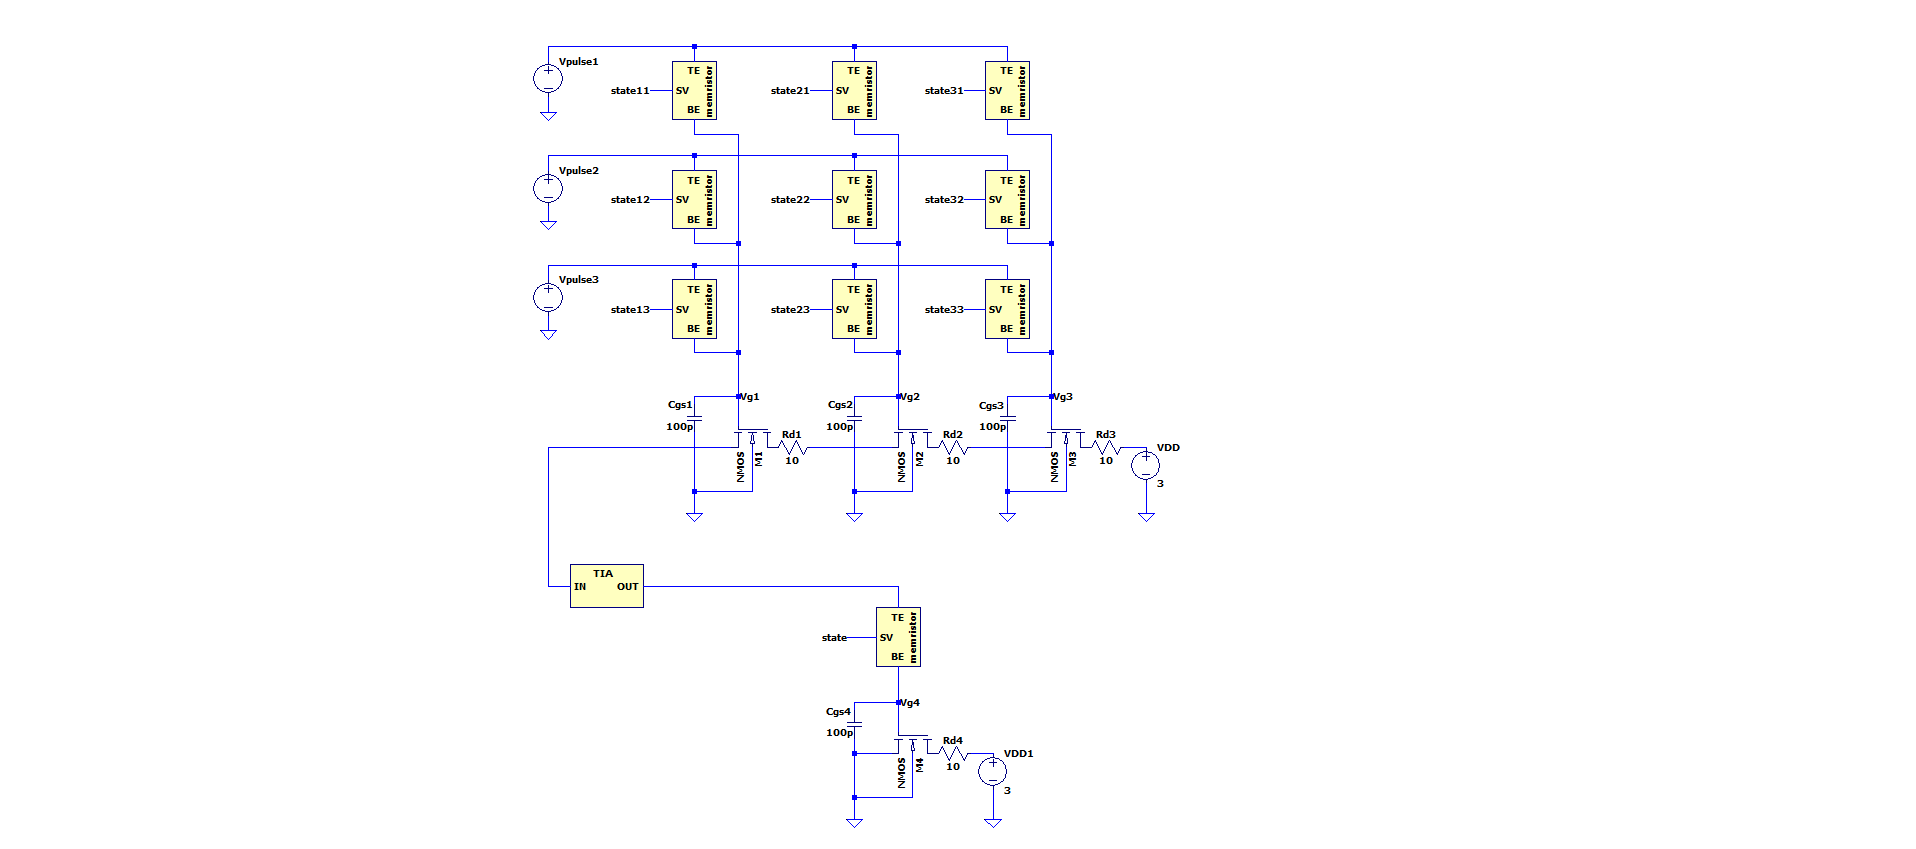 Vpulse1
TE
memristor
TE
memristor
TE
memristor
state11
SV
state21
SV
state31
SV
BE
BE
BE
Vpulse2
TE
memristor
TE
memristor
TE
memristor
state12
SV
state22
SV
state32
SV
BE
BE
BE
Vpulse3
TE
memristor
TE
memristor
TE
memristor
state13
SV
state23
SV
state33
SV
BE
BE
BE
Vg1
Vg2
Vg3
Cgs1
Cgs2
Cgs3
100p
100p
100p
Rd1
Rd2
Rd3
10
10
10
NMOS
M1
NMOS
M2
NMOS
M3
VDD
3
TIA
IN
OUT
TE
memristor
state
SV
BE
Vg4
Cgs4
100p
Rd4
10
NMOS
M4
VDD1
3